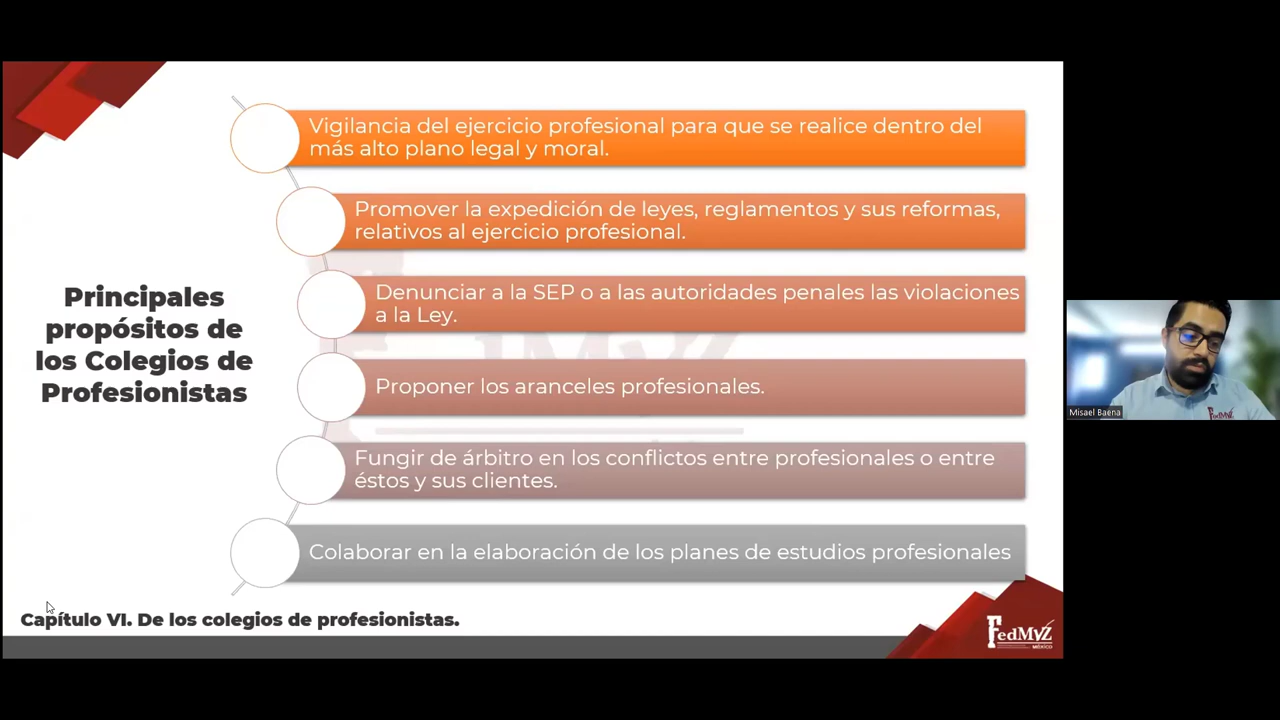 Vigilancia del ejercicio profesional para que se realice dentro del
más alto plano legal y moral.
Promover la expedición de leyes, reglamentos y sus reformas,
relativos al ejercicio profesional.
Denunciar a la SEP o a las autoridades penales las violaciones
a la Ley.
Proponer los aranceles profesionales.
Fungir de árbitro en los conflictos entre profesionales o entre
éstos y sus clientes.
Colaborar en la elaboración de los planes de estudios profesionales
Principales
propósitos de
los Colegios de
Profesionistas
Capítulo VI. De los colegios de profesionistas.
FedMVZ
MÉXICO
Misael Baena
FedMVZ